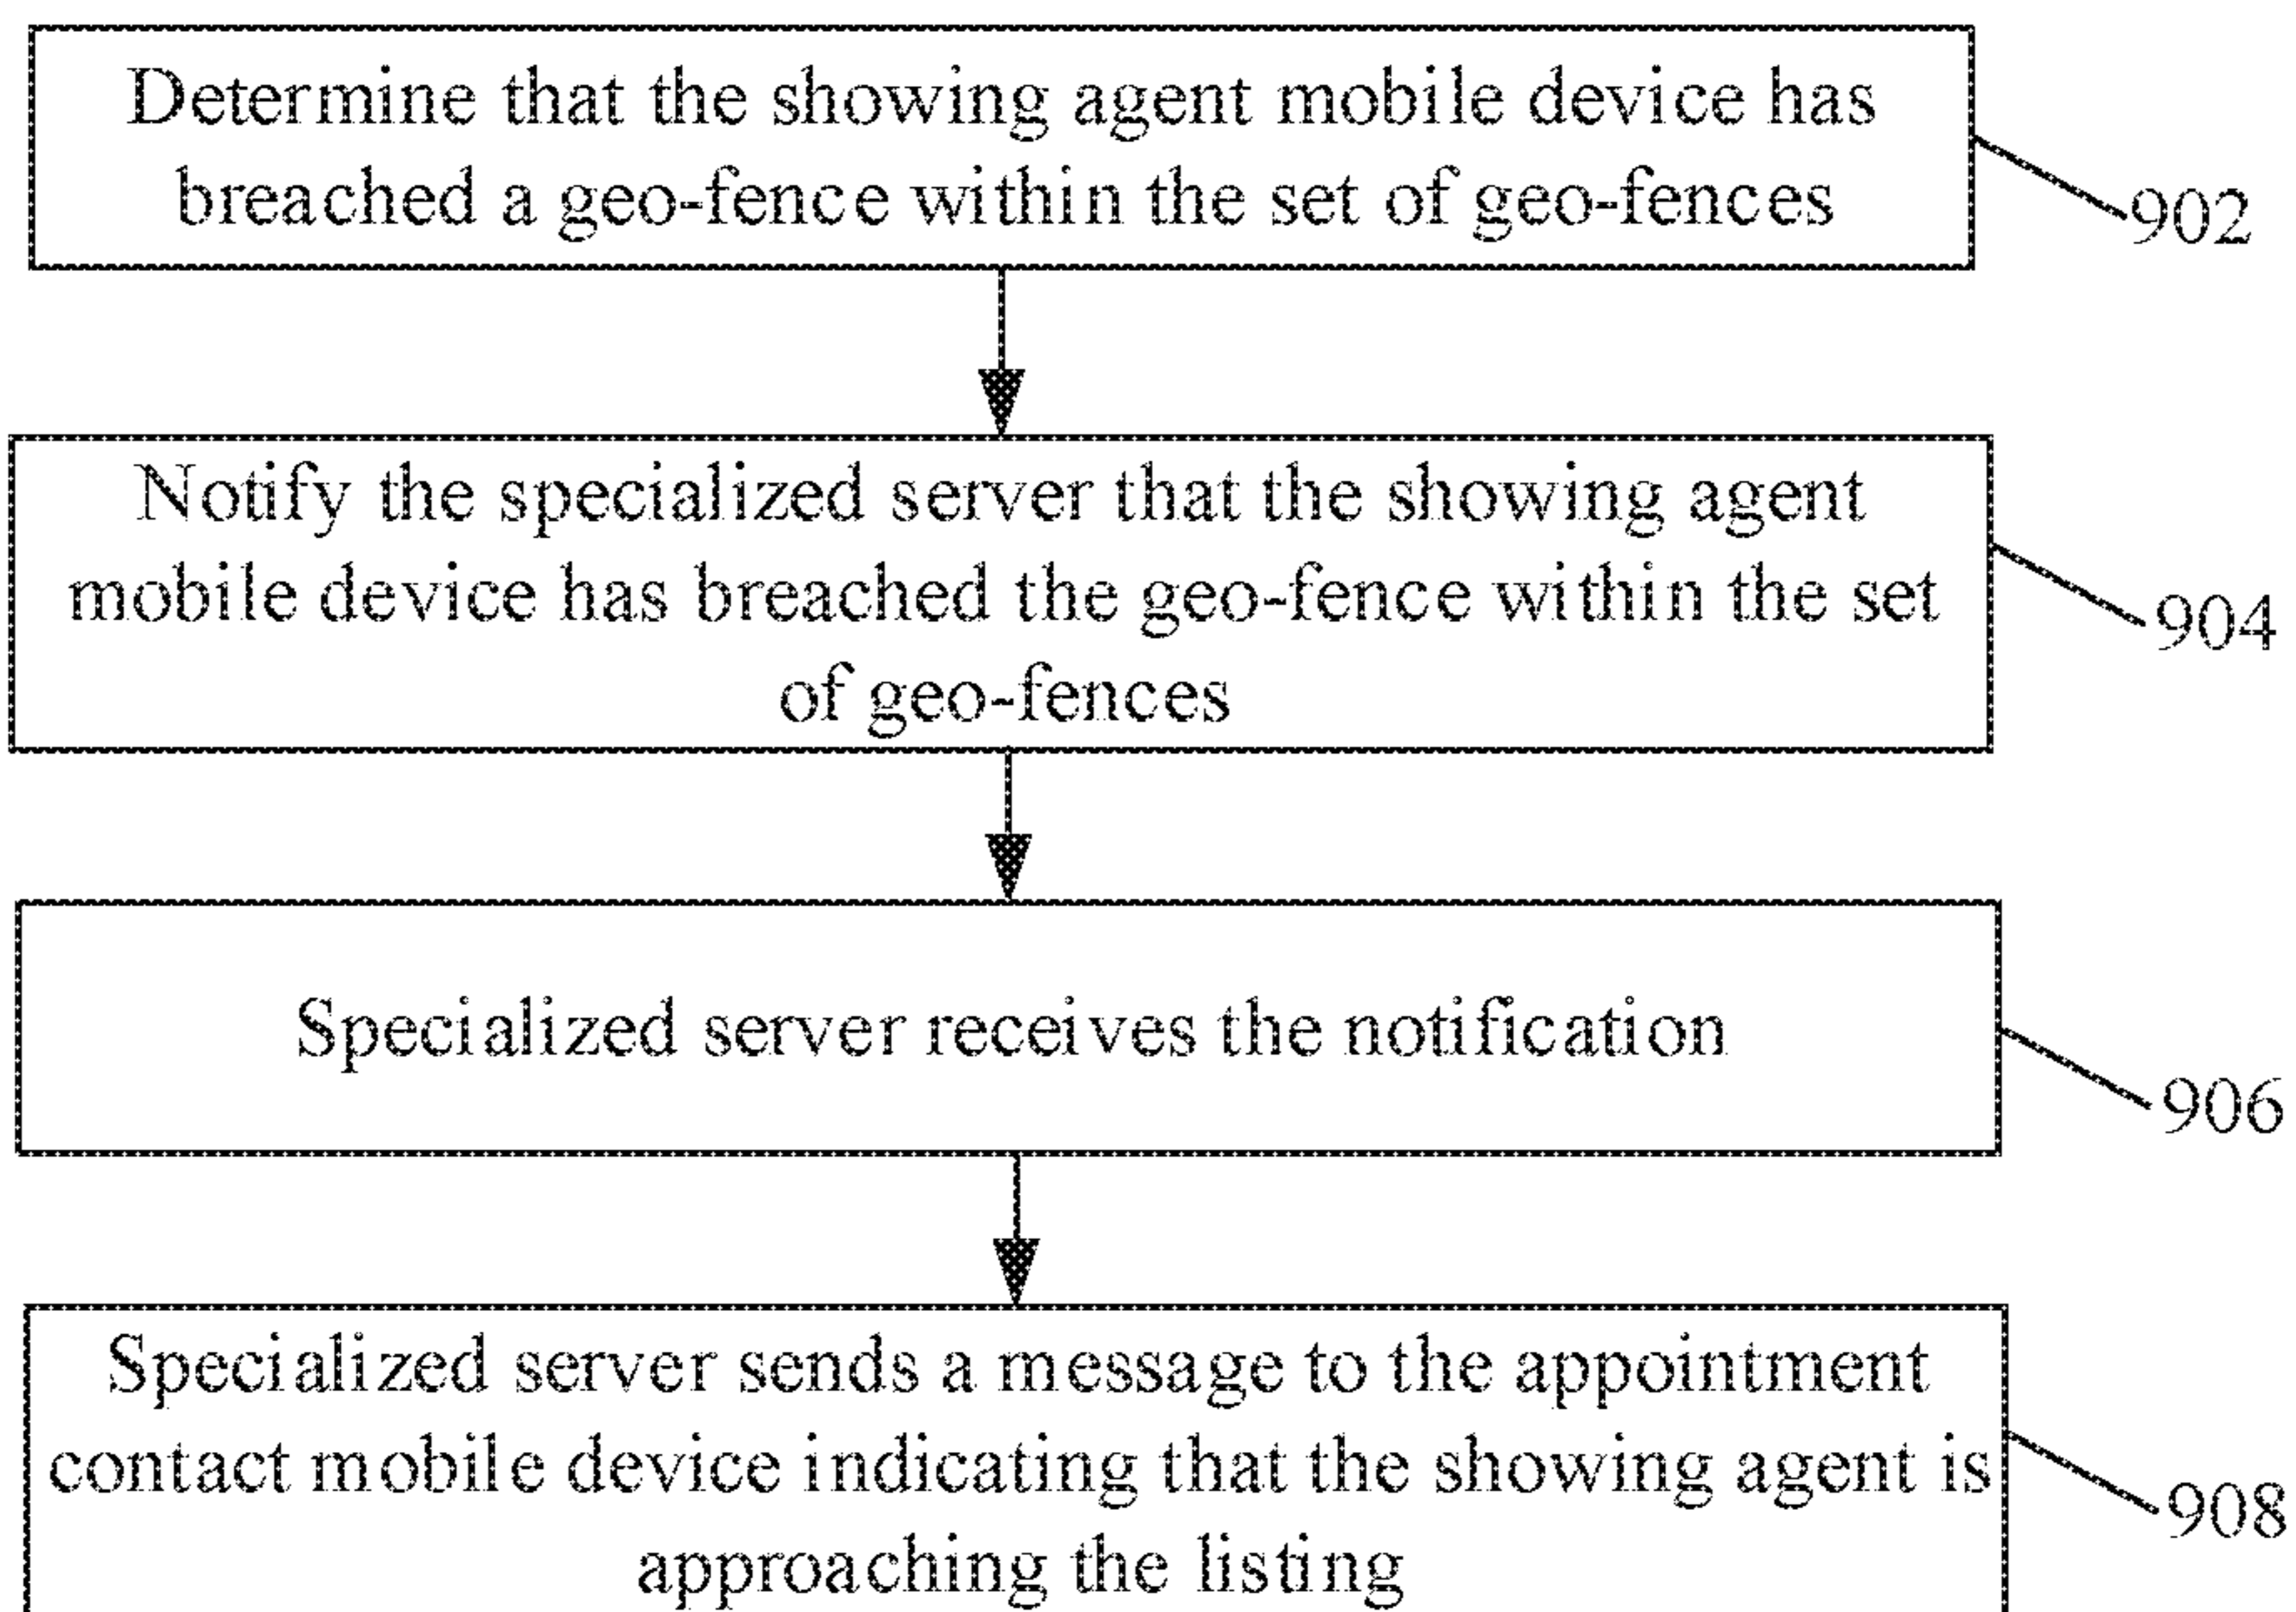 Determine that the showing agent mobile device has
breached a geo-fence within the set of geo-fences
902
Notify the specialized server that the showing agent
mobile device has breached the geo-fence within the set
of geo-fences
904
Specialized server receives the notification
906
Specialized server sends a message to the appointment
contact mobile device indicating that the showing agent is
approaching the listing
908